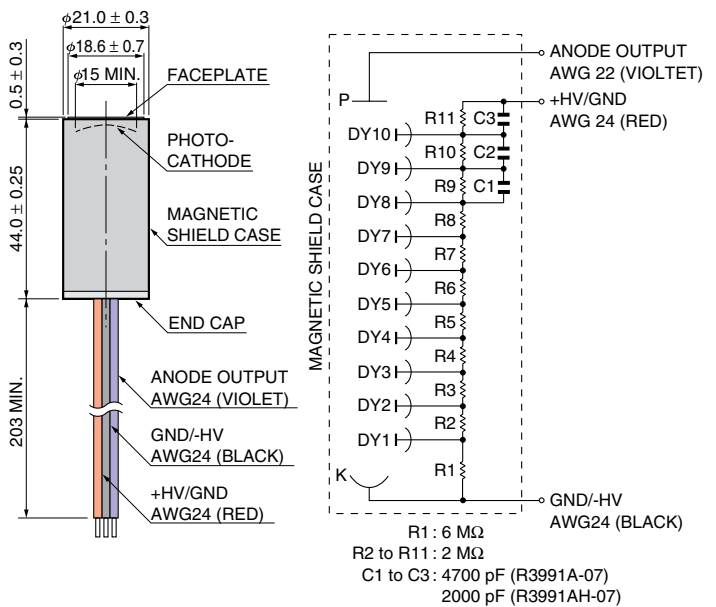 ϕ21.0 ± 0.3
ϕ18.6 ± 0.7
ϕ15 MIN.
0.5 ± 0.3
44.0 ± 0.25
203 MIN.
FACEPLATE
PHOTO-
CATHODE
MAGNETIC
SHIELD CASE
END CAP
ANODE OUTPUT
AWG24 (VIOLET)
GND/-HV
AWG24 (BLACK)
+HV/GND
AWG24 (RED)
MAGNETIC SHIELD CASE
ANODE OUTPUT
AWG 22 (VIOLTET)
+HV/GND
AWG 24 (RED)
P
R11
C3
DY10
R10
C2
DY9
R9
C1
DY8
R8
DY7
R7
DY6
R6
DY5
R5
DY4
R4
DY3
R3
DY2
R2
DY1
R1
K
GND/-HV
AWG24 (BLACK)
R1 : 6 MΩ
R2 to R11 : 2 MΩ
C1 to C3 : 4700 pF (R3991A-07)
2000 pF (R3991AH-07)